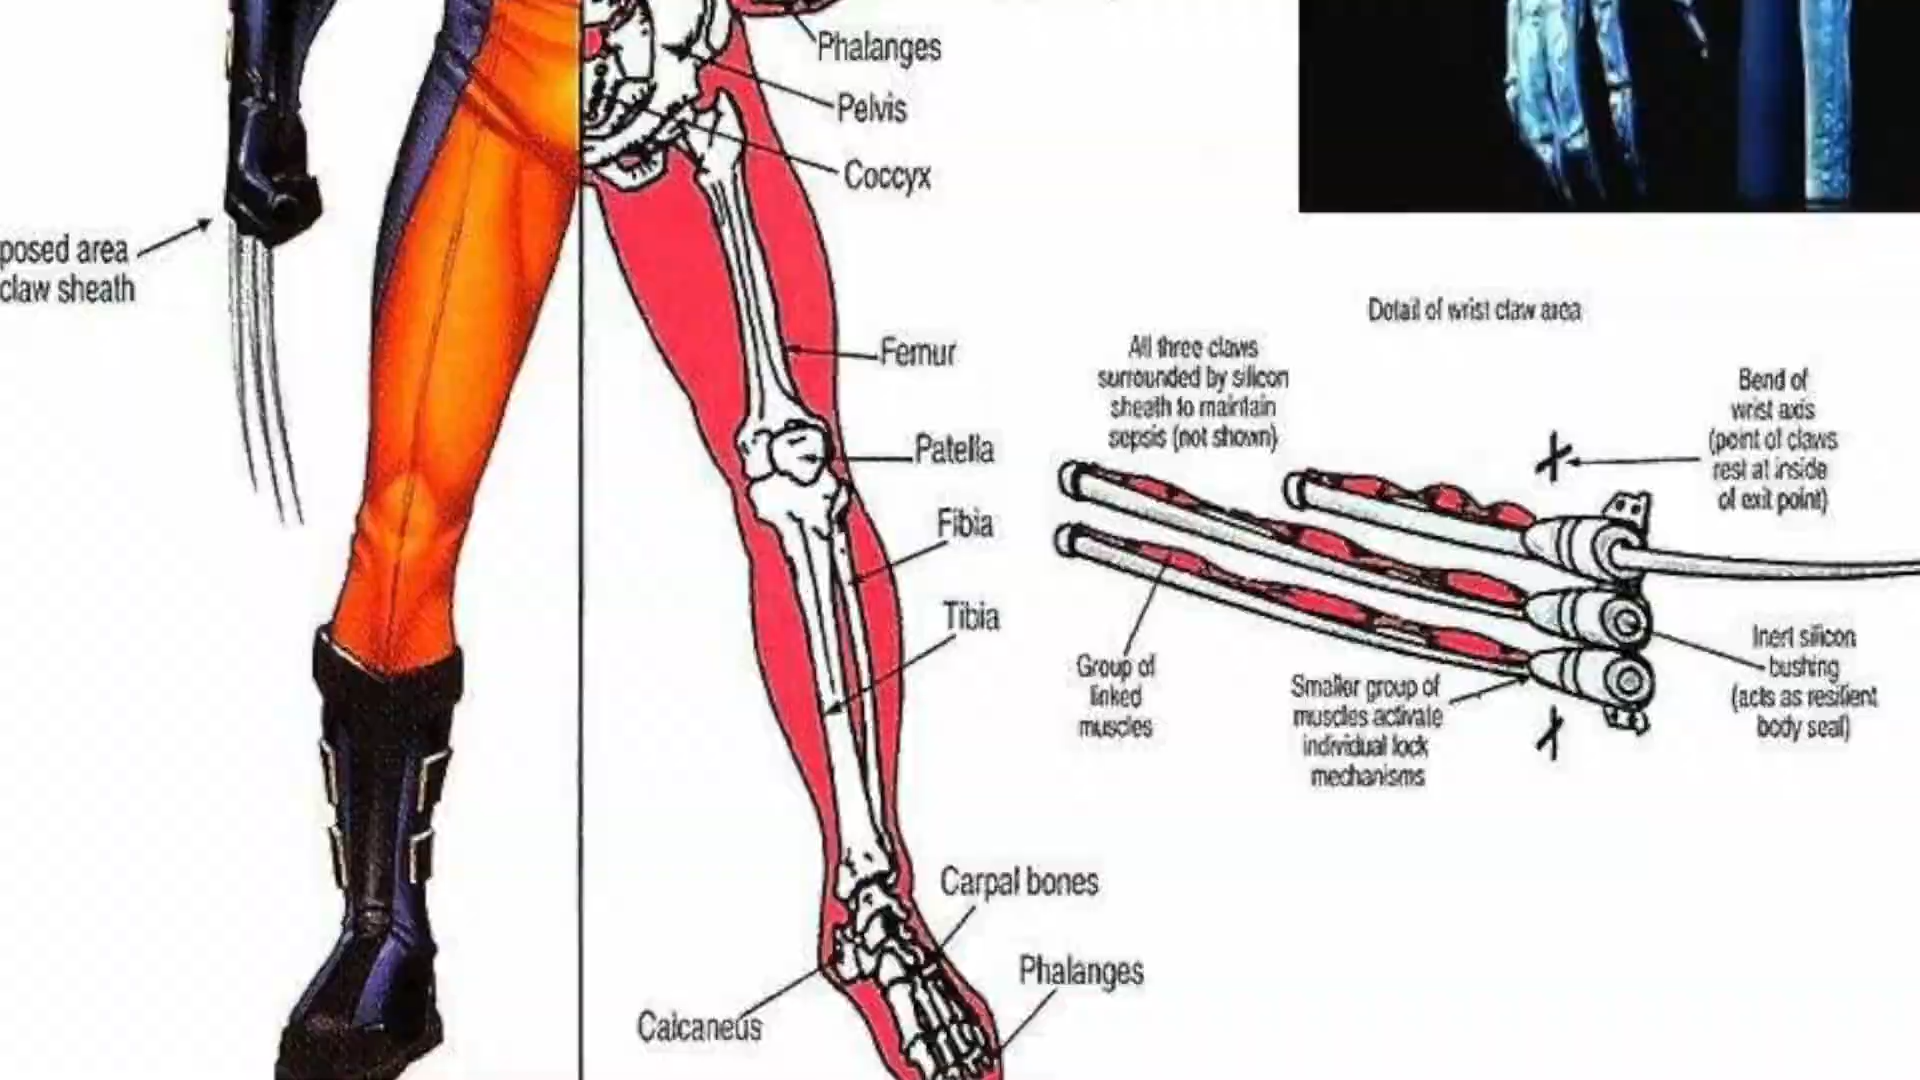 Phalanges
Pelvis
Coccyx
posed area
claw sheath
Femur
Patella
Fibia
Tibia
Carpal bones
Phalanges
Calcaneus
Detail of wrist claw area
All three claws
surrounded by silicon
sheath to maintain
sepsis (not shown)
Bend of
wrist axis
(point of claws
rest at inside
of exit point)
Group of
linked
muscles
Smaller group of
muscles activate
individual lock
mechanisms
Inert silicon
bushing
(acts as resilient
body seal)